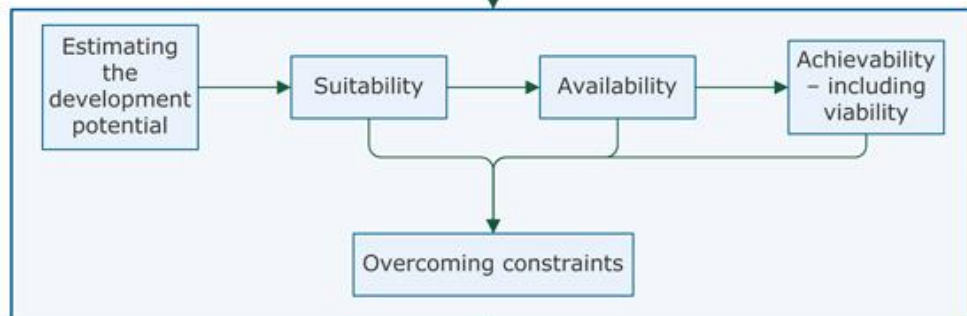 Estimating
the
development
potential
Suitability
Availability
Achievability
– including
viability
Overcoming constraints